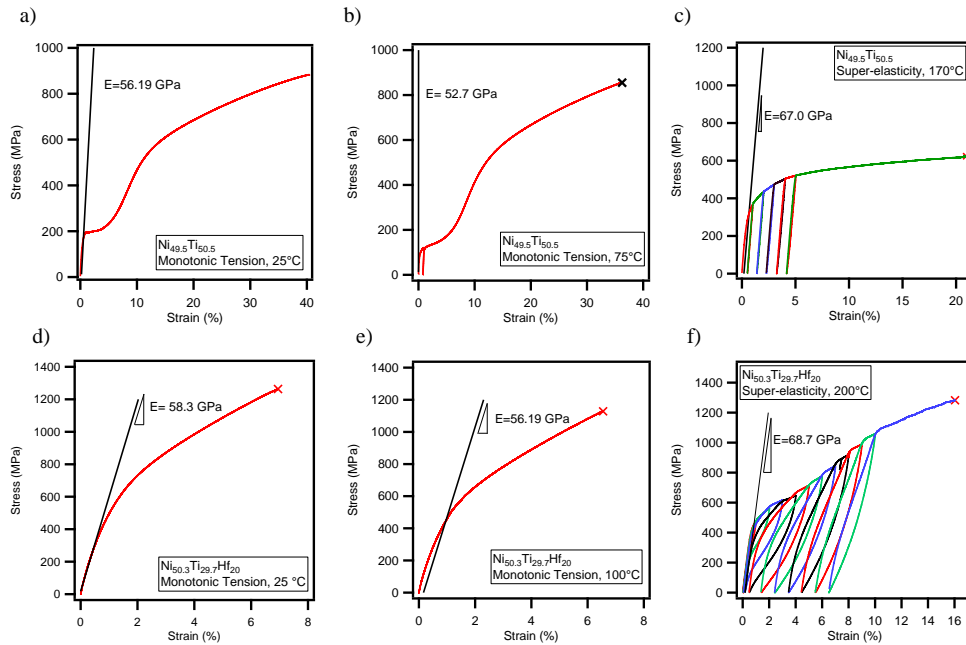 a)
1000
800
600
400
200
0
Stress (MPa)
0
10
20
30
40
Strain (%)
E=56.19 GPa
Ni49.5Ti50.5
Monotonic Tension, 25°C
b)
1000
800
600
400
200
0
Stress (MPa)
0
10
20
30
40
Strain (%)
E= 52.7 GPa
Ni49.5Ti50.5
Monotonic Tension, 75°C
c)
1200
1000
800
600
400
200
0
Stress (MPa)
0
5
10
15
20
Strain(%)
Ni49.5Ti50.5
Super-elasticity, 170°C
E=67.0 GPa
d)
1400
1200
1000
800
600
400
200
0
Stress (MPa)
0
2
4
6
8
Strain (%)
E= 58.3 GPa
Ni50.3Ti29.7Hf20
Monotonic Tension, 25 °C
e)
1400
1200
1000
800
600
400
200
0
Stress (MPa)
0
2
4
6
8
Strain (%)
E=56.19 GPa
Ni50.3Ti29.7Hf20
Monotonic Tension, 100°C
f)
1400
1200
1000
800
600
400
200
0
Stress (MPa)
0
2
4
6
8
10
12
14
16
Strain (%)
Ni50.3Ti29.7Hf20
Super-elasticity, 200°C
E=68.7 GPa